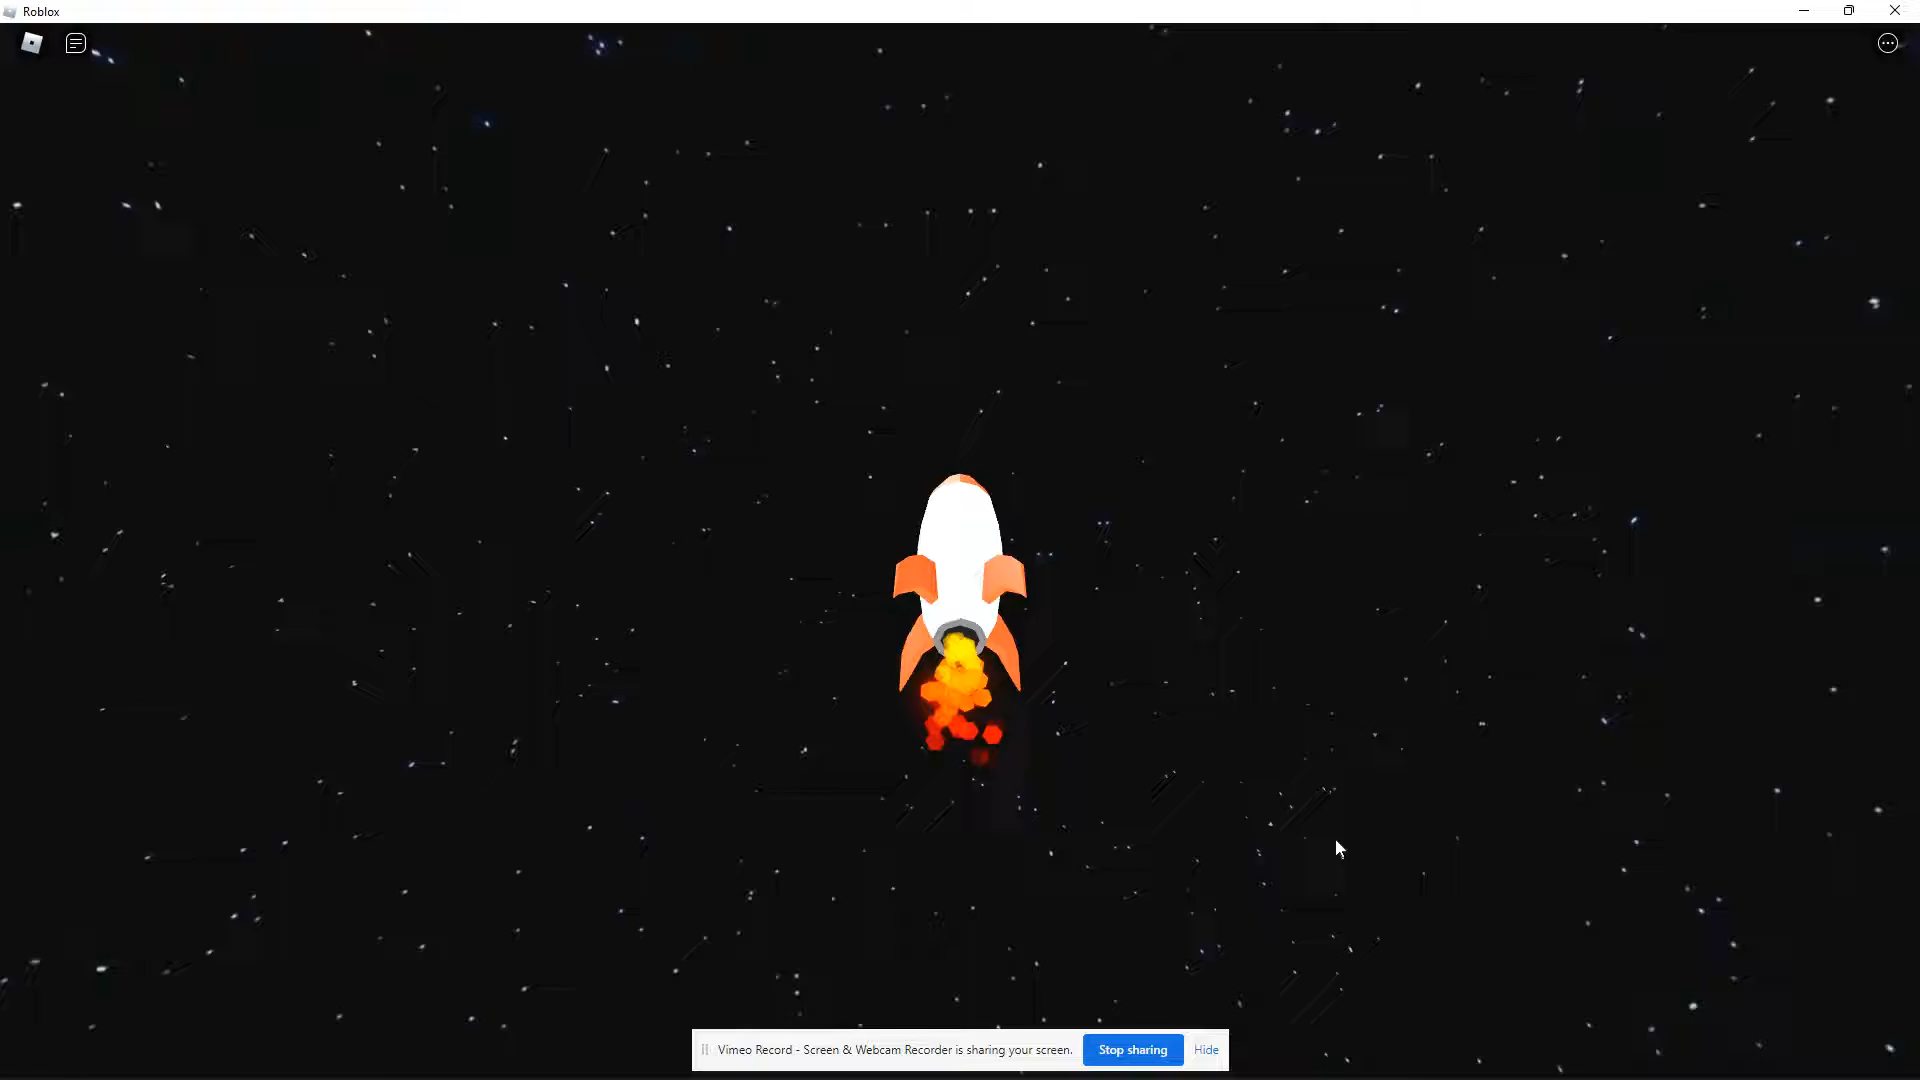 Roblox
Vimeo Record - Screen & Webcam Recorder is sharing your screen.
Stop sharing
Hide